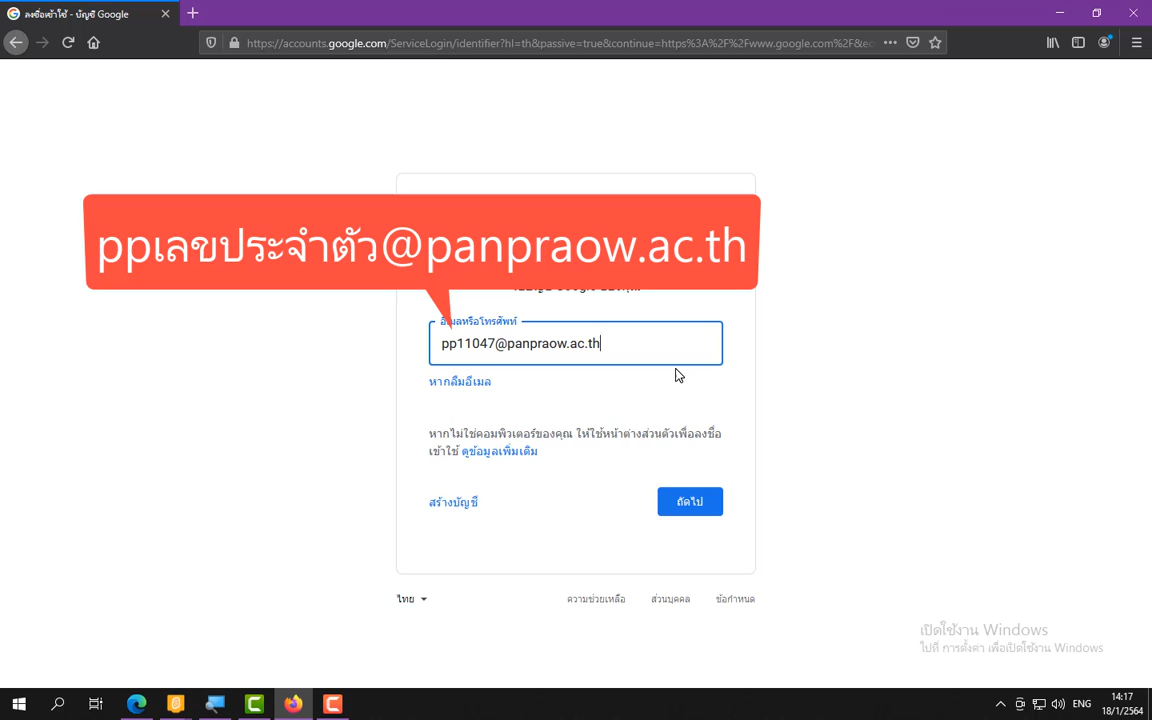 ลงชื่อเข้าใช้ - บัญชี Google
https://accounts.google.com/ServiceLogin/identifier?hl=th&passive=true&continue=https%3A%2F%2Fwww.google.com%2F&ec
ppเลขประจำตัว@panpraow.ac.th
อีเมลหรือโทรศัพท์
pp11047@panpraow.ac.th
หากลืมอีเมล
หากไม่ใช่คอมพิวเตอร์ของคุณ ให้ใช้หน้าต่างส่วนตัวเพื่อลงชื่อ
เข้าใช้ ดูข้อมูลเพิ่มเติม
สร้างบัญชี
ถัดไป
ไทย
ความช่วยเหลือ
ส่วนบุคคล
ข้อกำหนด
เปิดใช้งาน Windows
ไปที่ การตั้งค่า เพื่อเปิดใช้งาน Windows
14:17
ENG
18/1/2564